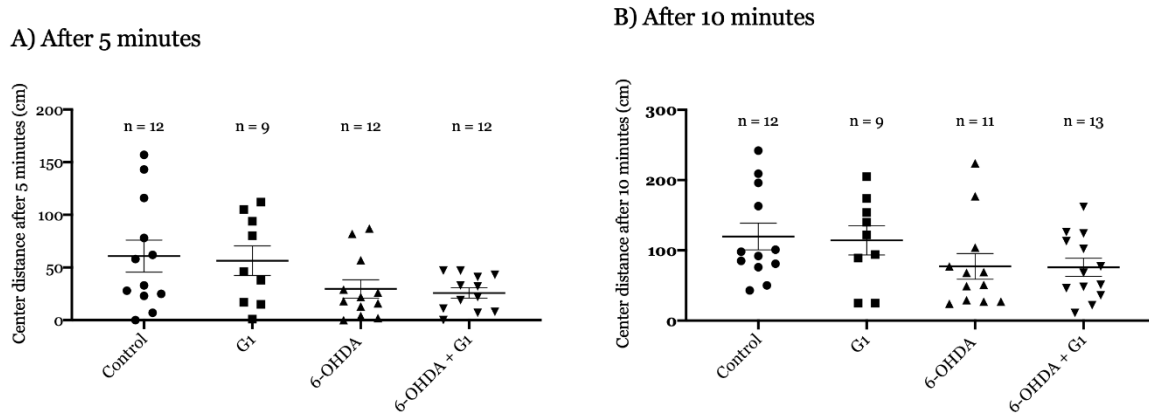 A) After 5 minutes
Center distance after 5 minutes (cm)
200
150
100
50
0
n = 12
n = 9
n = 12
n = 12
Control
G1
6-OHDA
6-OHDA + G1
B) After 10 minutes
Center distance after 10 minutes (cm)
300
200
100
0
n = 12
n = 9
n = 11
n = 13
Control
G1
6-OHDA
6-OHDA + G1